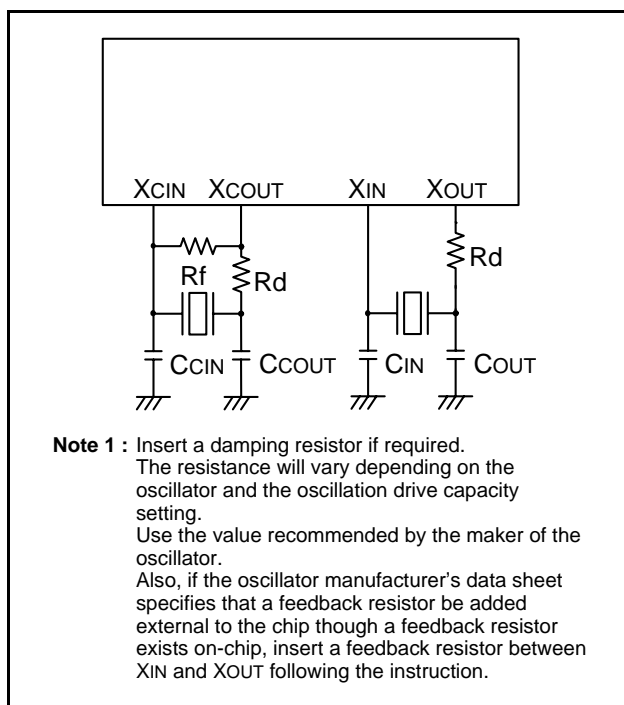 XCIN XCOUT XIN XOUT
Rd
Rf Rd
CCIN CCOUT CIN COUT
Note 1 : Insert a damping resistor if required.
The resistance will vary depending on the
oscillator and the oscillation drive capacity
setting.
Use the value recommended by the maker of the
oscillator.
Also, if the oscillator manufacturer's data sheet
specifies that a feedback resistor be added
external to the chip though a feedback resistor
exists on-chip, insert a feedback resistor between
XIN and XOUT following the instruction.